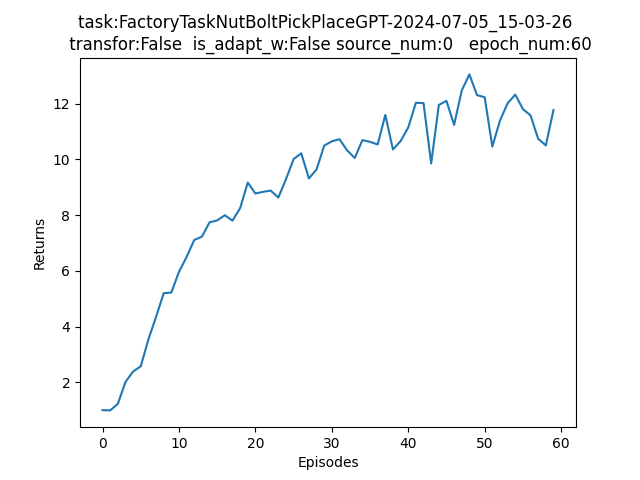 task:FactoryTaskNutBoltPickPlaceGPT-2024-07-05_15-03-26
transfor:False  is_adapt_w:False source_num:0   epoch_num:60
12
10
8
6
4
2
Returns
0 10 20 30 40 50 60
Episodes